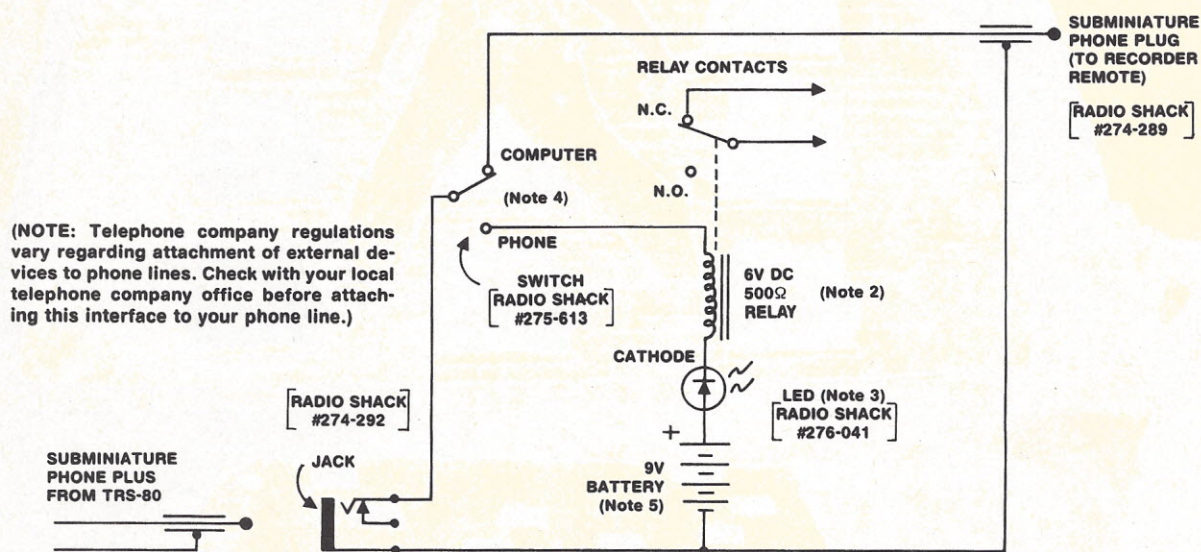 SUBMINIATURE
PHONE PLUG
(TO RECORDER
REMOTE)
RADIO SHACK
#274-289
RELAY CONTACTS
N.C.
N.O.
COMPUTER
(Note 4)
PHONE
SWITCH
RADIO SHACK
#275-613
(NOTE: Telephone company regulations
vary regarding attachment of external de-
vices to phone lines. Check with your local
telephone company office before attach-
ing this interface to your phone line.)
6V DC
500Ω
RELAY
(Note 2)
CATHODE
LED (Note 3)
RADIO SHACK
#276-041
+
9V
BATTERY
(Note 5)
RADIO SHACK
#274-292
JACK
SUBMINIATURE
PHONE PLUS
FROM TRS-80